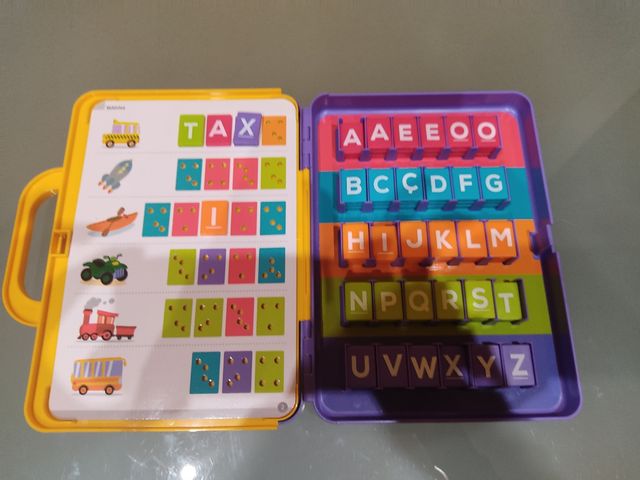 TAX
I
AAEEOO
BCÇDFG
HIJKLM
NPQRST
UVWXYZ